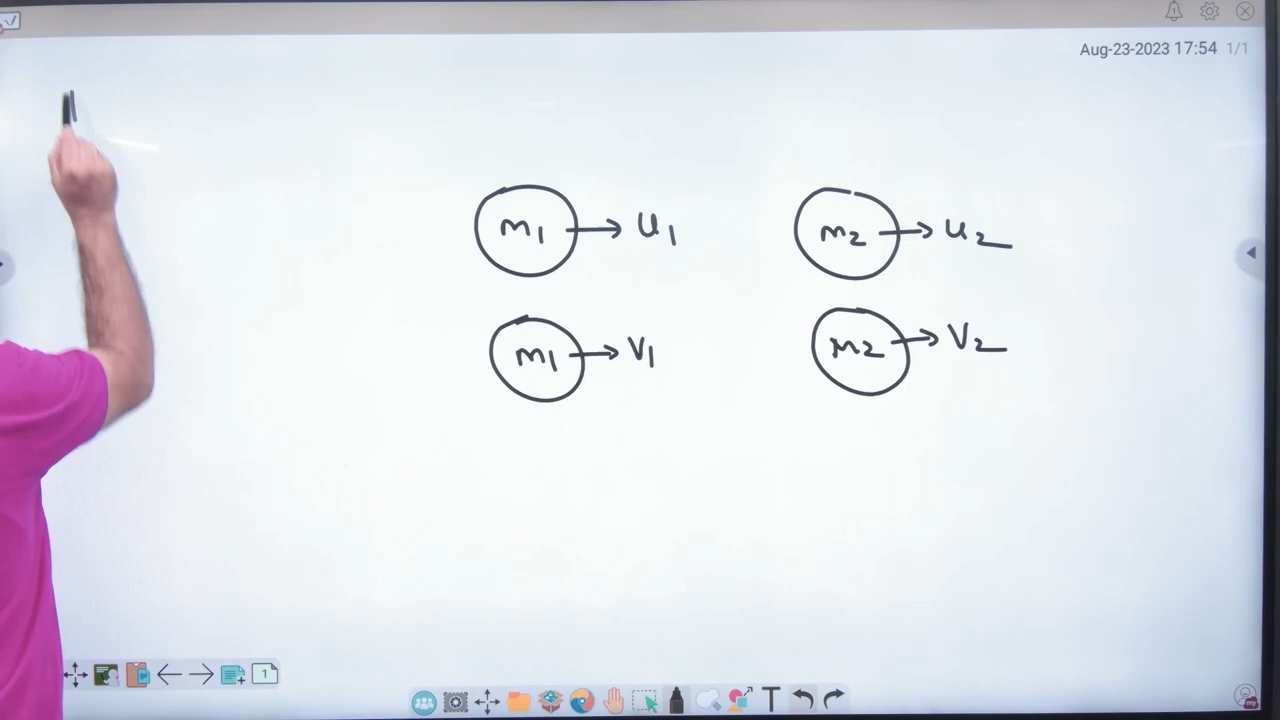 Aug-23-2023 17:54 1/1
m1 → u1 m2 → u2
m1 → v1 m2 → v2
1 T